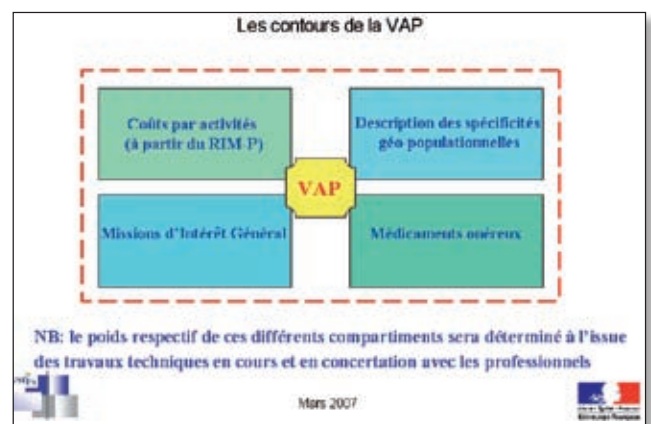 Les contours de la VAP
Coûts par activités
(à partir du RIM-P)
Description des spécificités
géo populationnelles
VAP
Missions d'Intérêt Général
Médicaments onéreux
NB: le poids respectif de ces différents compartiments sera déterminé à l'issue
des travaux techniques en cours et en concertation avec les professionnels
Mars 2007